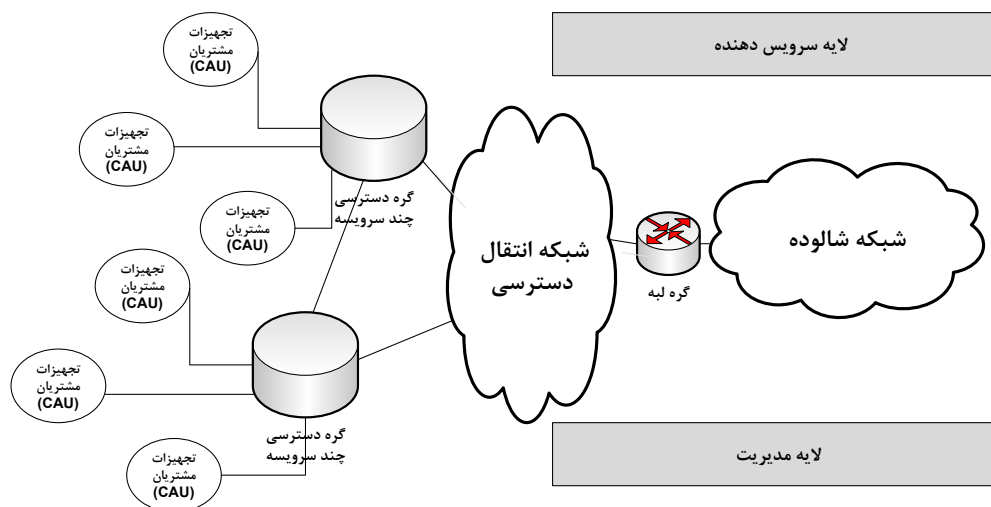 لایه سرویس دهنده
تجهیزات
مشتریان
(CAU)
تجهیزات
مشتریان
(CAU)
گره دسترسی
چند سرویسه
تجهیزات
مشتریان
(CAU)
شبکه انتقال
دسترسی
شبکه شالوده
گره لبه
تجهیزات
مشتریان
(CAU)
تجهیزات
مشتریان
(CAU)
گره دسترسی
چند سرویسه
تجهیزات
مشتریان
(CAU)
لایه مدیریت